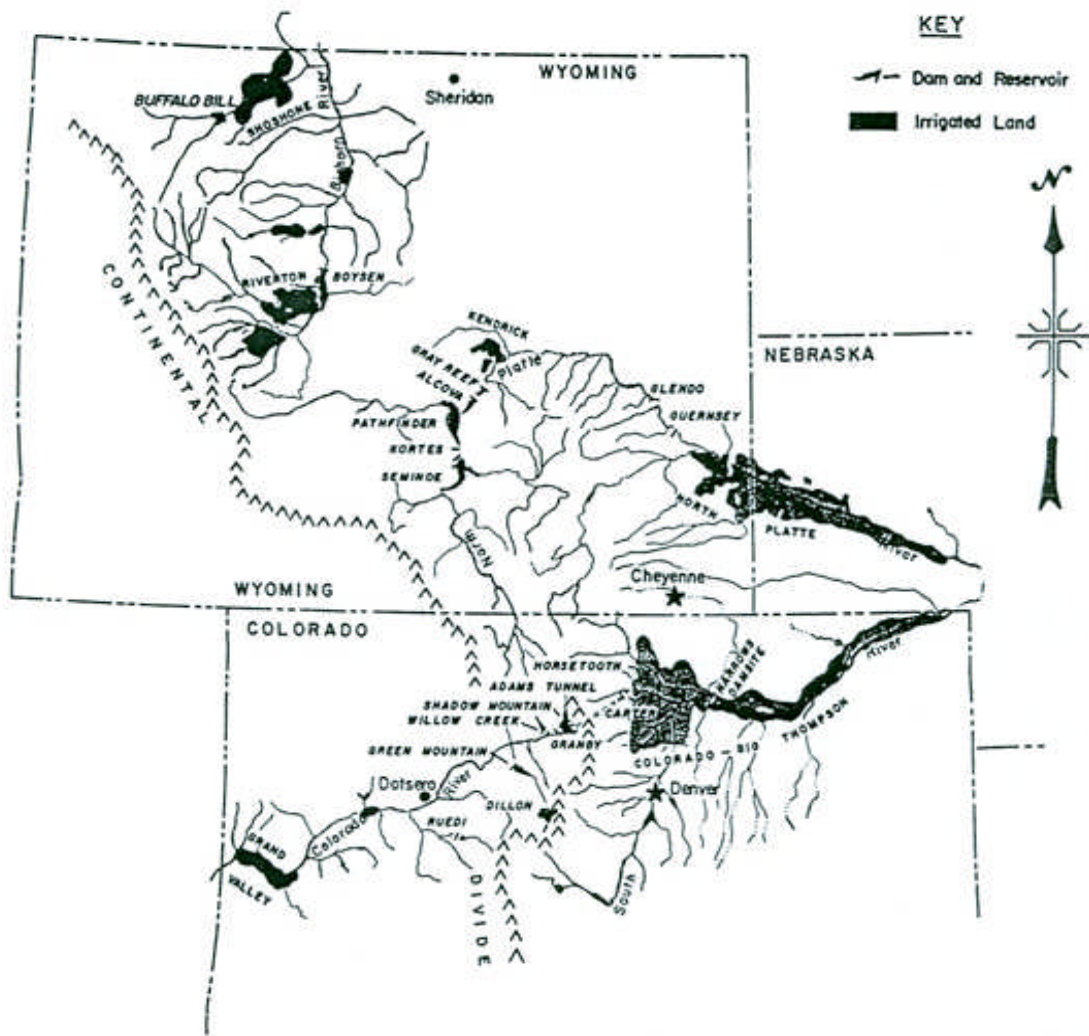 KEY
Dam and Reservoir
Irrigated Land
N
WYOMING
Sheridan
BUFFALO BILL
SHOSHONE River
Bighorn
RIVERTON
BOYSEN
CONTINENTAL
KENDRICK
Platte
GRAY REEF
ALCOVA
PATHFINDER
KORTES
SEMINOE
North
GLENDO
GUERNSEY
NEBRASKA
NORTH PLATTE River
Cheyenne
WYOMING
COLORADO
HORSETOOTH
ADAMS TUNNEL
SHADOW MOUNTAIN
WILLOW CREEK
CARTER
GRANBY
GREEN MOUNTAIN
NARROWS
DAMSITE
River
COLORADO - BIG THOMPSON
Dotsero
River
Colorado
DILLON
Denver
RUEDI
GRAND
VALLEY
South
DIVIDE